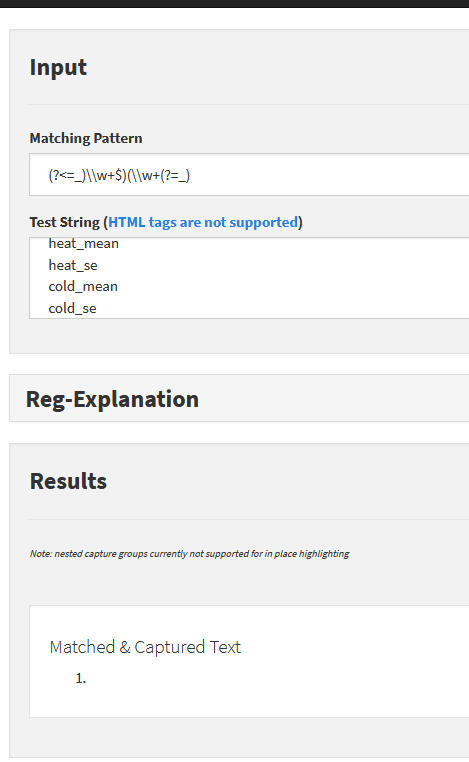 Input
Matching Pattern
(?<=_)\\w+$)(\\w+(?=_)
Test String (HTML tags are not supported)
heat_mean
heat_se
cold_mean
cold_se
Reg-Explanation
Results
Note: nested capture groups currently not supported for in place highlighting
Matched & Captured Text
1.